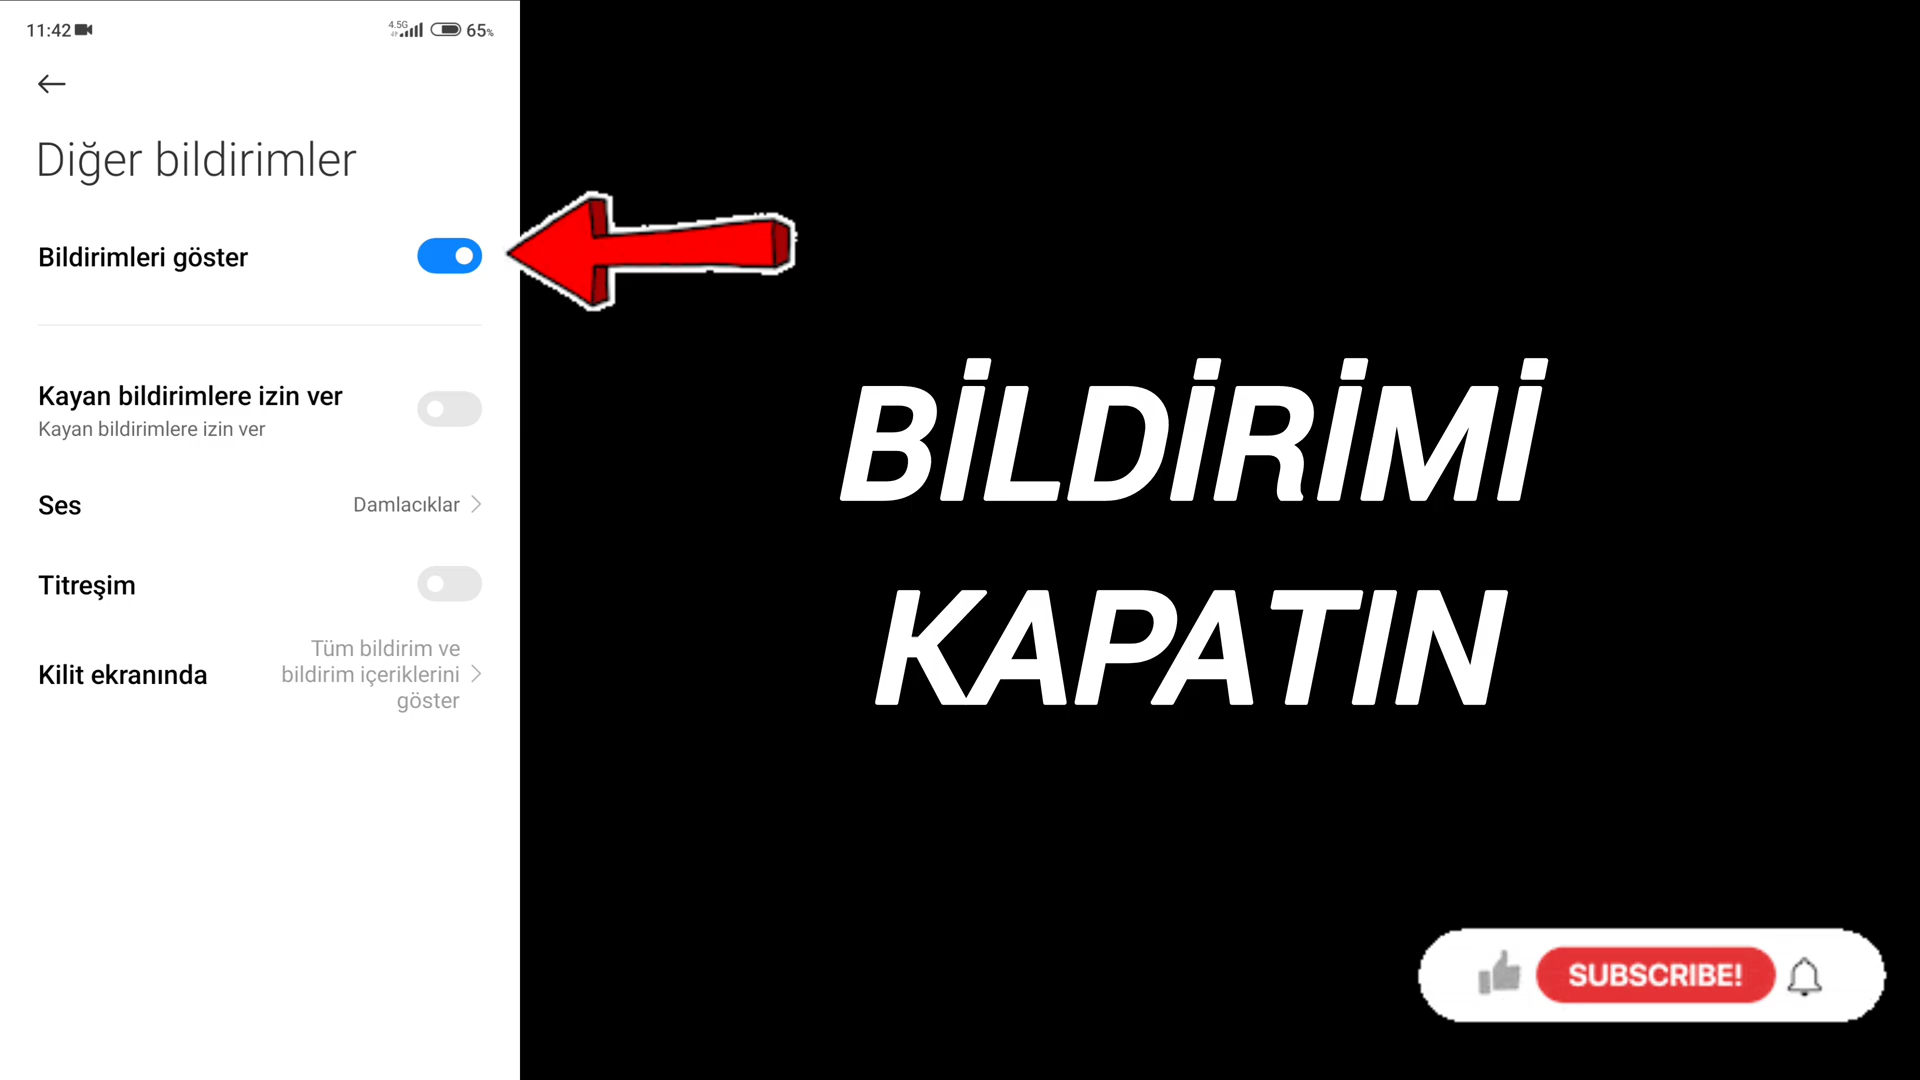 11:42
4.5G
65%
Diğer bildirimler
Bildirimleri göster
Kayan bildirimlere izin ver
Kayan bildirimlere izin ver
Ses
Damlacıklar
Titreşim
Kilit ekranında
Tüm bildirim ve
bildirim içeriklerini
göster
BİLDİRİMİ
KAPATIN
SUBSCRIBE!